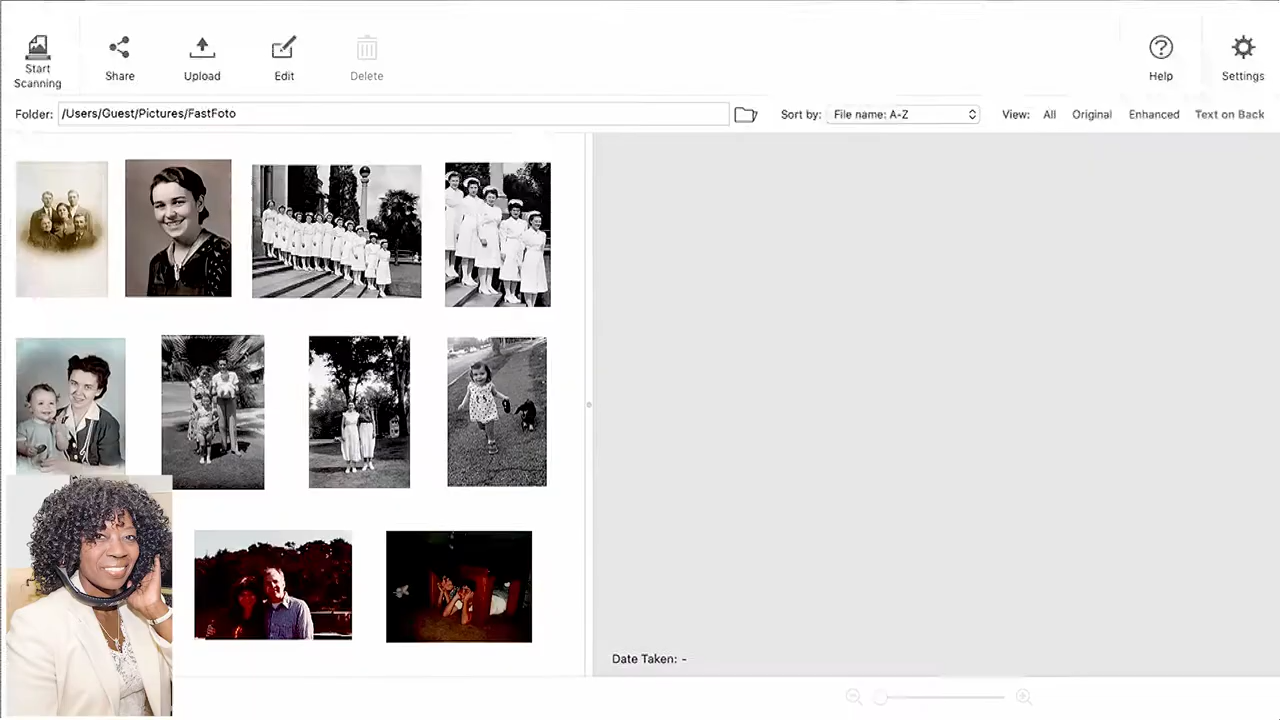 Start
Scanning
Share
Upload
Edit
Delete
Help
Settings
Folder: /Users/Guest/Pictures/FastFoto
Sort by: File name: A-Z
View: All Original Enhanced Text on Back
Date Taken: -